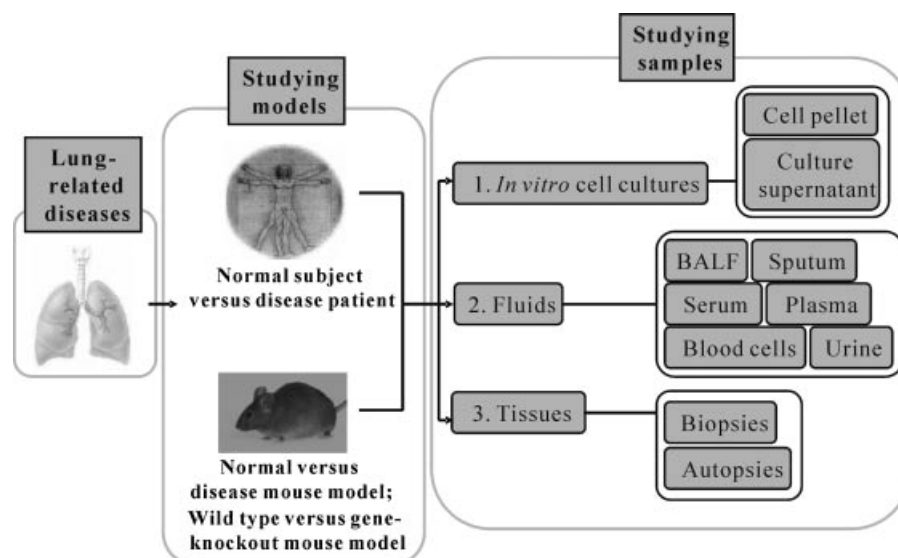 Lung-
related
diseases
Studying
models
Normal subject
versus disease patient
Normal versus
disease mouse model;
Wild type versus gene-
knockout mouse model
Studying
samples
1. In vitro cell cultures
Cell pellet
Culture
supernatant
2. Fluids
BALF
Sputum
Serum
Plasma
Blood cells
Urine
3. Tissues
Biopsies
Autopsies